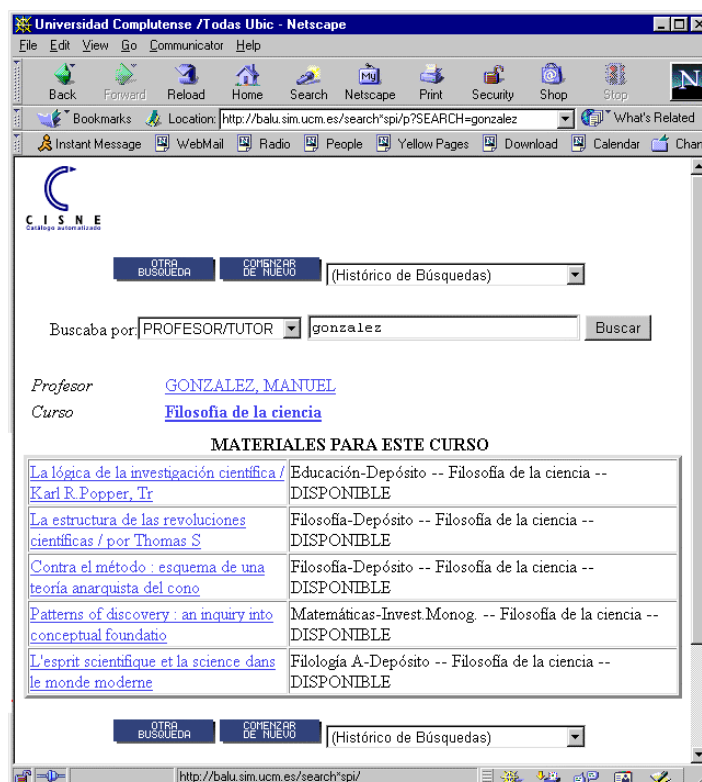 Universidad Complutense /Todas Ubic - Netscape
File Edit View Go Communicator Help
Back Forward Reload Home Search Netscape Print Security Shop Stop
Bookmarks Location: http://balu.sim.ucm.es/search*spi/p?SEARCH=gonzalez What's Related
Instant Message WebMail Radio People Yellow Pages Download Calendar Chan
CISNE
Catálogo automatizado
OTRA BUSQUEDA COMENZAR DE NUEVO (Histórico de Búsquedas)
Buscaba por: PROFESOR/TUTOR gonzalez Buscar
Profesor GONZALEZ, MANUEL
Curso Filosofia de la ciencia
MATERIALES PARA ESTE CURSO
La lógica de la investigación científica /
Karl R.Popper, Tr
Educación-Depósito -- Filosofía de la ciencia --
DISPONIBLE
La estructura de las revoluciones
científicas / por Thomas S
Filosofía-Depósito -- Filosofía de la ciencia --
DISPONIBLE
Contra el método : esquema de una
teoría anarquista del cono
Filosofía-Depósito -- Filosofía de la ciencia --
DISPONIBLE
Patterns of discovery : an inquiry into
conceptual foundatio
Matemáticas-Invest.Monog. -- Filosofía de la ciencia --
DISPONIBLE
L'esprit scientifique et la science dans
le monde moderne
Filología A-Depósito -- Filosofía de la ciencia --
DISPONIBLE
OTRA BUSQUEDA COMENZAR DE NUEVO (Histórico de Búsquedas)
http://balu.sim.ucm.es/search*spi/